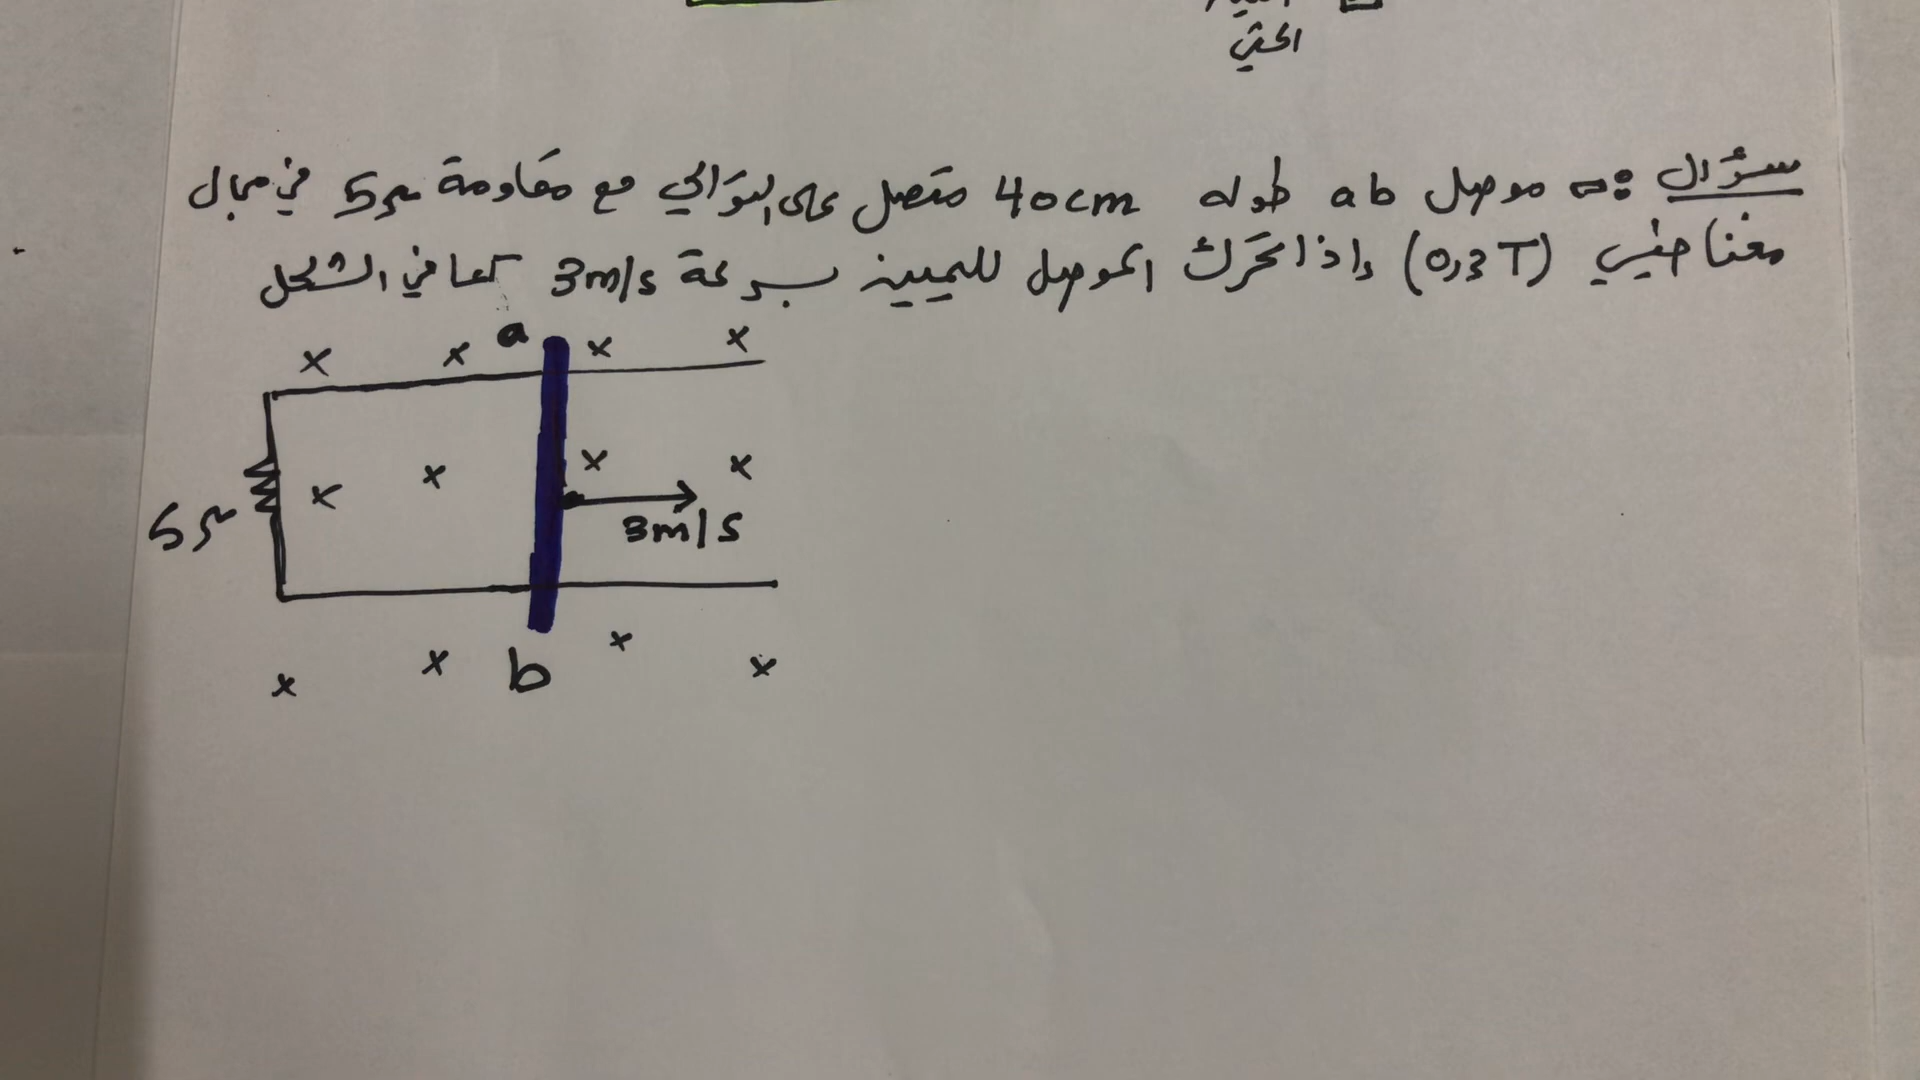 الحثي
سؤال :- موصل ab طوله 40cm متصل على التوالي مع مقاومة 5Ω في مجال
مغناطيسي (0,3T) إذا تحرك الموصل لليمين بسرعة 3m/s كما في الشكل
a
5Ω
3m/s
b